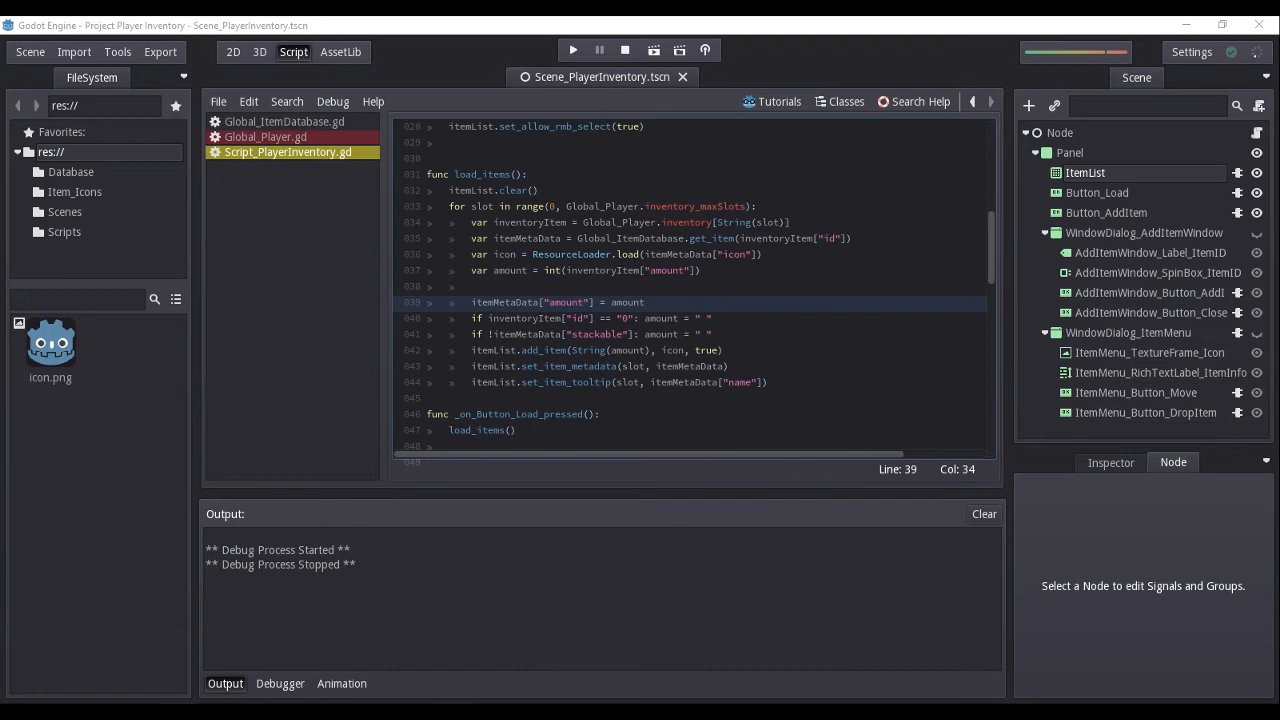 Godot Engine - Project Player Inventory - Scene_PlayerInventory.tscn
Scene Import Tools Export
2D 3D Script AssetLib
Settings
FileSystem
res://
Favorites:
res://
Database
Item_Icons
Scenes
Scripts
icon.png
Scene_PlayerInventory.tscn
File Edit Search Debug Help
Tutorials Classes Search Help
Global_ItemDatabase.gd
Global_Player.gd
Script_PlayerInventory.gd
028 » itemList.set_allow_rmb_select(true)
029 »
030
031 func load_items():
032 » itemList.clear()
033 » for slot in range(0, Global_Player.inventory_maxSlots):
034 » » var inventoryItem = Global_Player.inventory[String(slot)]
035 » » var itemMetaData = Global_ItemDatabase.get_item(inventoryItem["id"])
036 » » var icon = ResourceLoader.load(itemMetaData["icon"])
037 » » var amount = int(inventoryItem["amount"])
038 » »
039 » » itemMetaData["amount"] = amount
040 » » if inventoryItem["id"] == "0": amount = " "
041 » » if !itemMetaData["stackable"]: amount = " "
042 » » itemList.add_item(String(amount), icon, true)
043 » » itemList.set_item_metadata(slot, itemMetaData)
044 » » itemList.set_item_tooltip(slot, itemMetaData["name"])
045
046 func _on_Button_Load_pressed():
047 » load_items()
048 »
049
Line: 39 Col: 34
Output:
Clear
** Debug Process Started **
** Debug Process Stopped **
Output Debugger Animation
Scene
Node
Panel
ItemList
Button_Load
Button_AddItem
WindowDialog_AddItemWindow
AddItemWindow_Label_ItemID
AddItemWindow_SpinBox_ItemID
AddItemWindow_Button_AddI
AddItemWindow_Button_Close
WindowDialog_ItemMenu
ItemMenu_TextureFrame_Icon
ItemMenu_RichTextLabel_ItemInfo
ItemMenu_Button_Move
ItemMenu_Button_DropItem
Inspector Node
Select a Node to edit Signals and Groups.